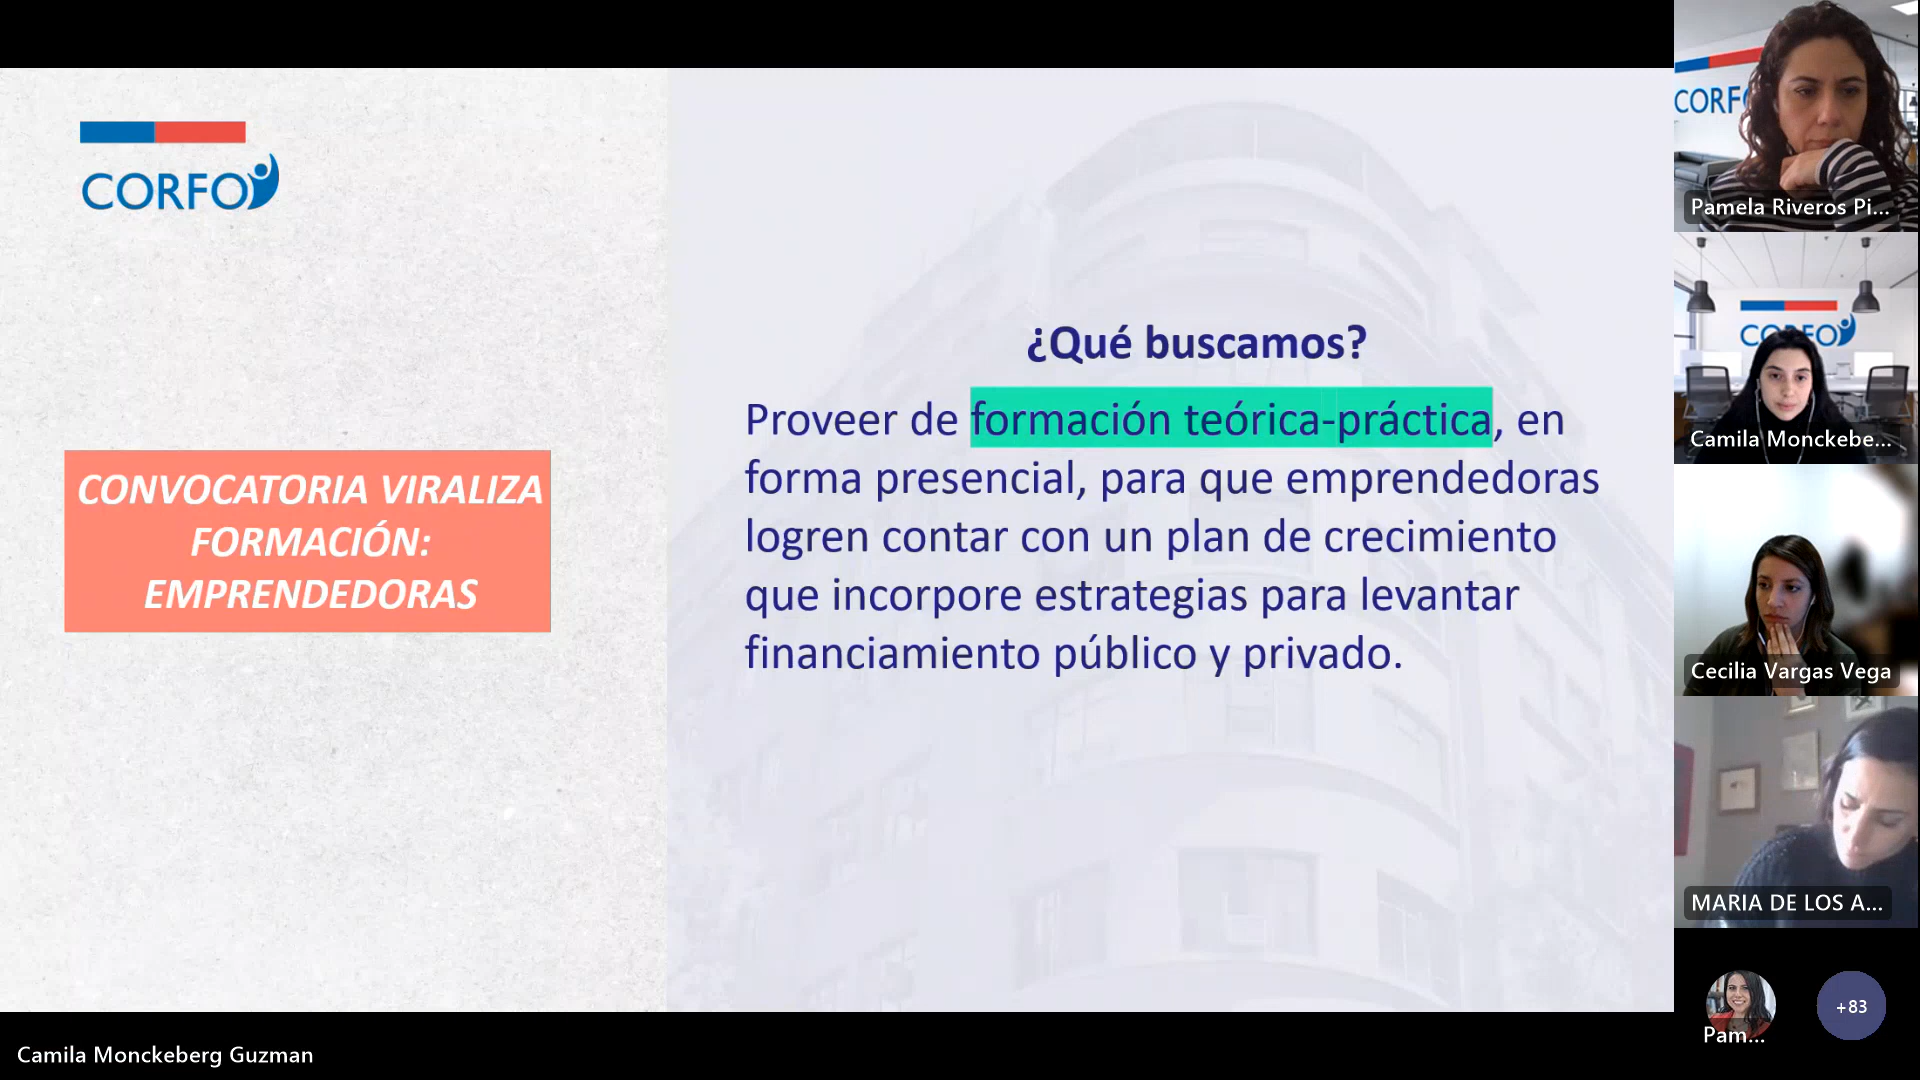 CORFO
CONVOCATORIA VIRALIZA
FORMACIÓN:
EMPRENDEDORAS
¿Qué buscamos?
Proveer de formación teórica-práctica, en
forma presencial, para que emprendedoras
logren contar con un plan de crecimiento
que incorpore estrategias para levantar
financiamiento público y privado.
CORFO
Pamela Riveros Pi...
CORFO
Camila Monckebe...
Cecilia Vargas Vega
MARIA DE LOS A...
Pam...
+83
Camila Monckeberg Guzman